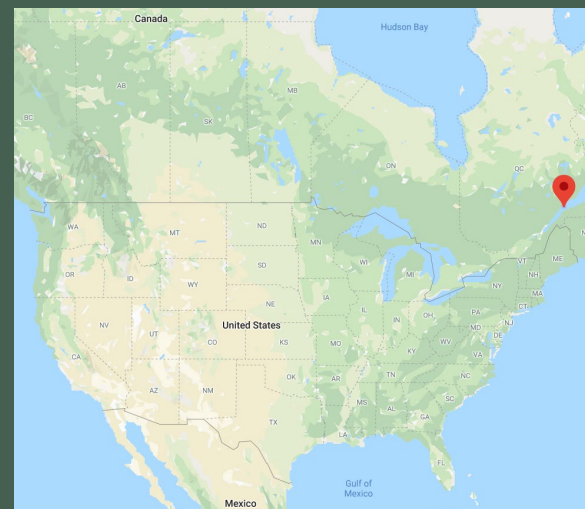 Canada
Hudson Bay
AB
MB
BC
SK
ON
QC
WA
ND
MT
MN
ME
OR
ID
SD
WI
VT
NH
WY
MI
NY
MA
IA
CT
NE
PA
NV
United States
IL
IN
OH
NJ
UT
CO
KS
MO
MD
DE
CA
KY
WV
VA
AZ
NM
OK
AR
TN
NC
MS
AL
SC
GA
TX
LA
FL
Gulf of
Mexico
Mexico